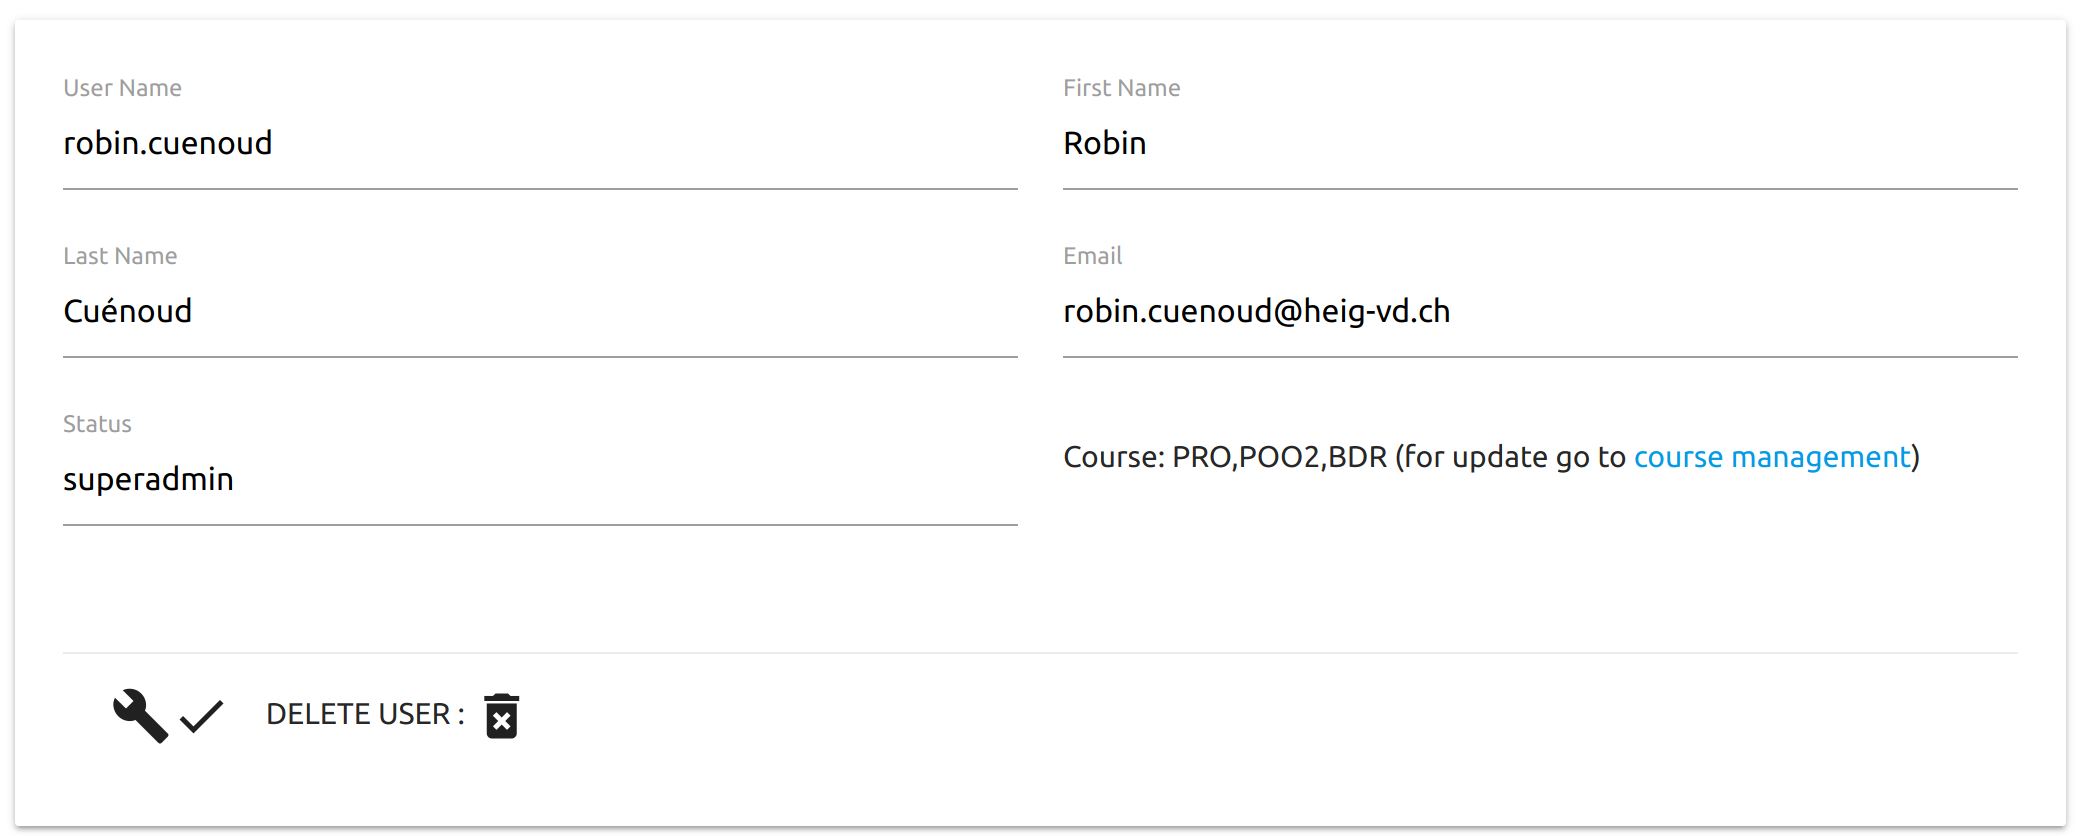 User Name
First Name
robin.cuenoud
Robin
Last Name
Email
Cuénoud
robin.cuenoud@heig-vd.ch
Status
superadmin
Course: PRO,POO2,BDR (for update go to course management)
DELETE USER :